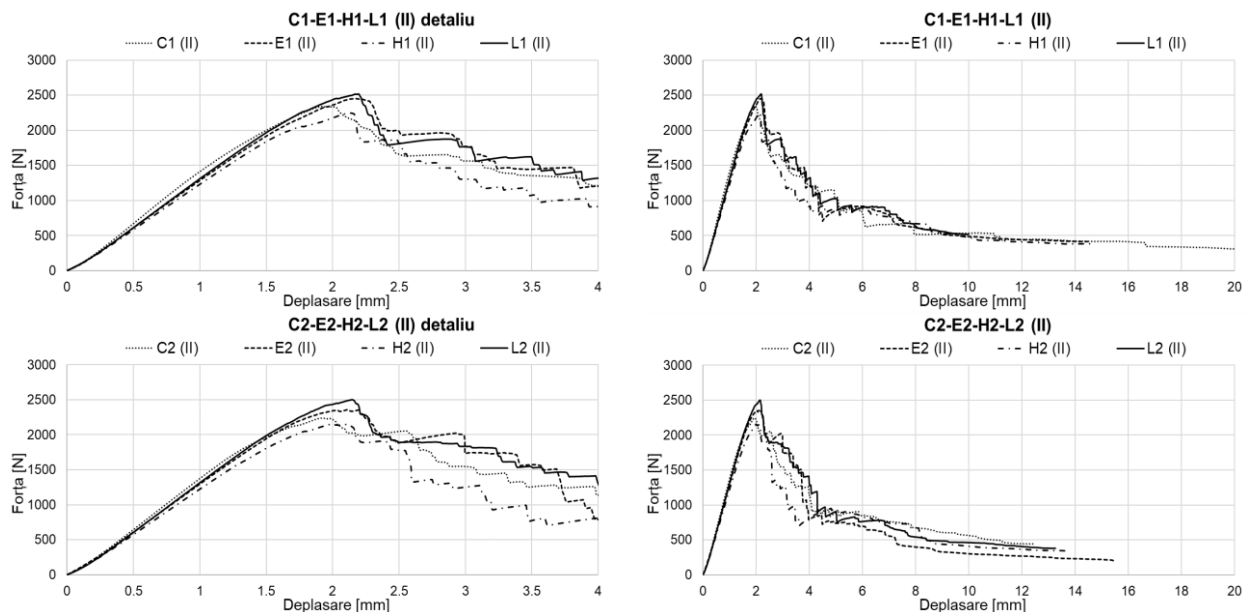 C1-E1-H1-L1 (II) detaliu
C1 (II) E1 (II) H1 (II) L1 (II)
3000
2500
2000
1500
1000
500
0
Forța [N]
0 0.5 1 1.5 2 2.5 3 3.5 4
Deplasare [mm]
C1-E1-H1-L1 (II)
C1 (II) E1 (II) H1 (II) L1 (II)
3000
2500
2000
1500
1000
500
0
Forța [N]
0 2 4 6 8 10 12 14 16 18 20
Deplasare [mm]
C2-E2-H2-L2 (II) detaliu
C2 (II) E2 (II) H2 (II) L2 (II)
3000
2500
2000
1500
1000
500
0
Forța [N]
0 0.5 1 1.5 2 2.5 3 3.5 4
Deplasare [mm]
C2-E2-H2-L2 (II)
C2 (II) E2 (II) H2 (II) L2 (II)
3000
2500
2000
1500
1000
500
0
Forța [N]
0 2 4 6 8 10 12 14 16 18 20
Deplasare [mm]